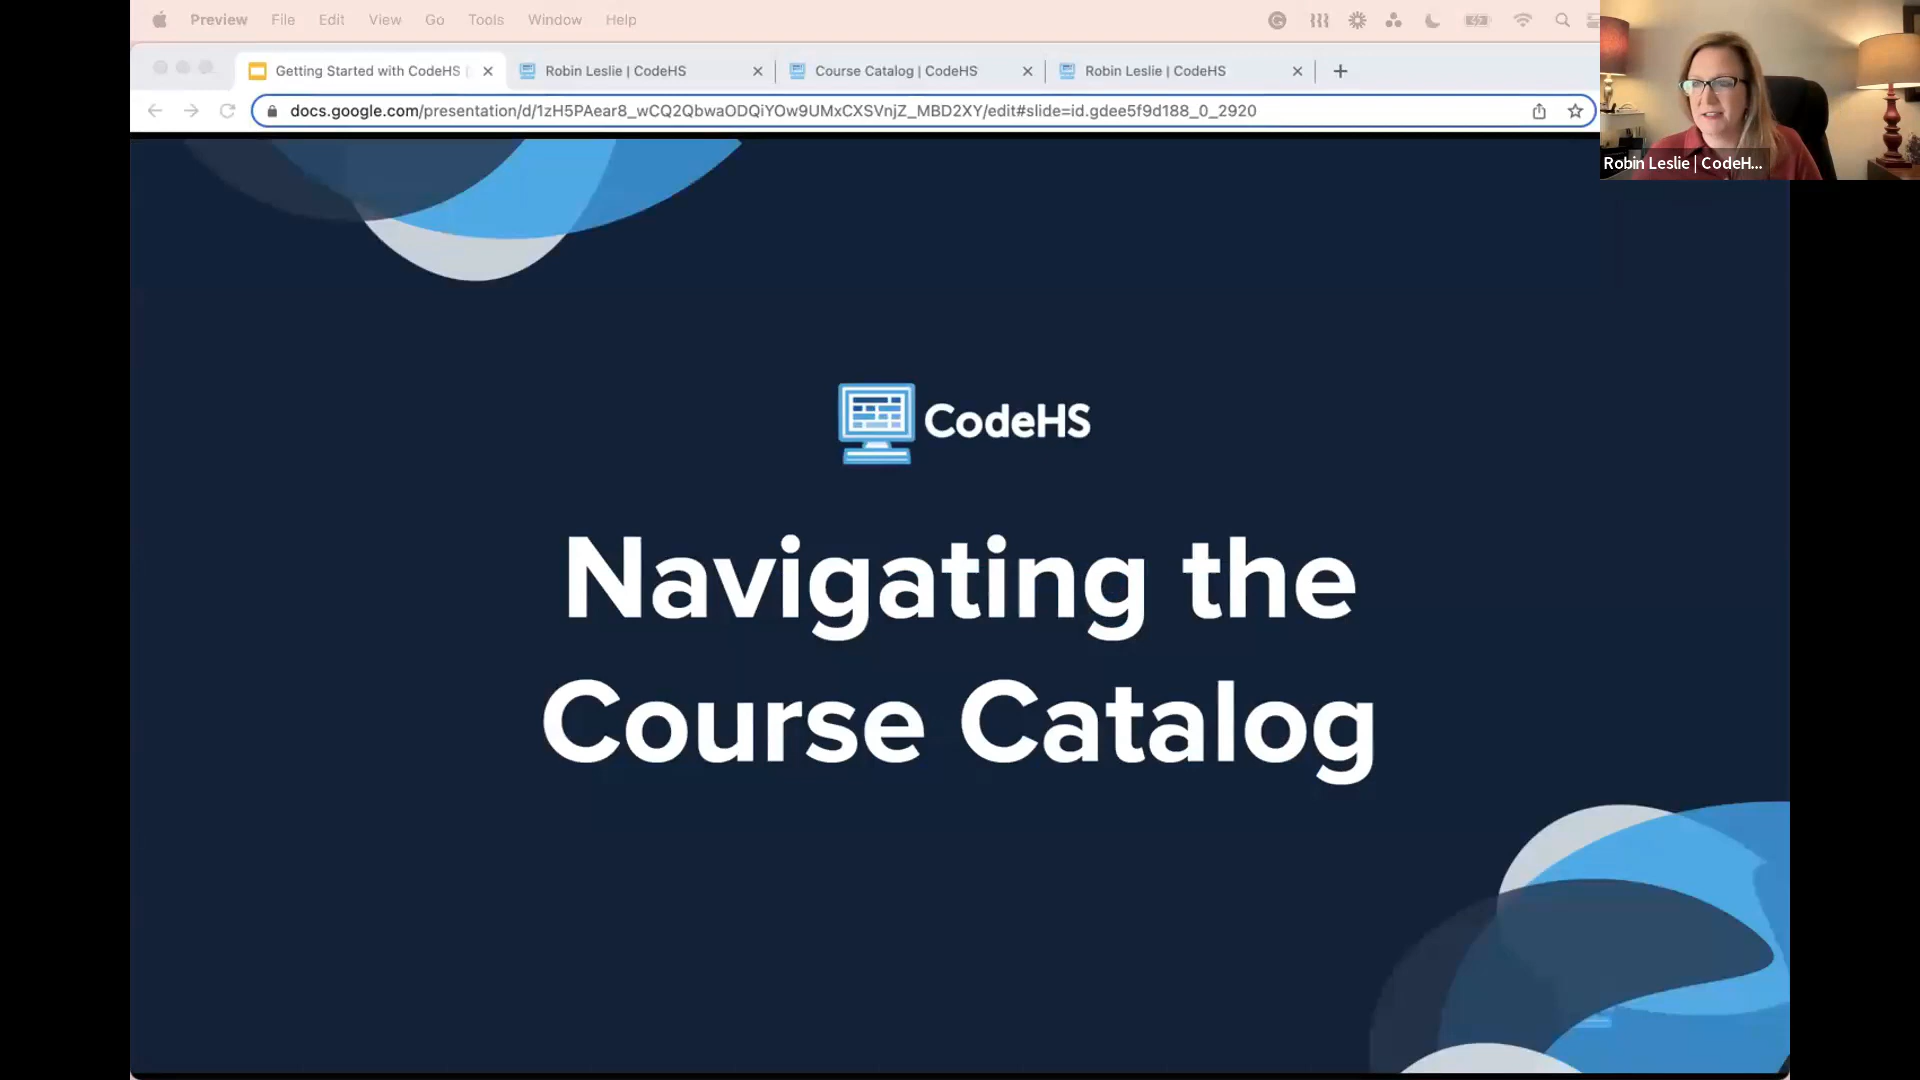 Preview File Edit View Go Tools Window Help
Getting Started with CodeHS | Robin Leslie | CodeHS Course Catalog | CodeHS Robin Leslie | CodeHS
docs.google.com/presentation/d/1zH5PAear8_wCQ2QbwaODQiYOw9UMxCXSVnjZ_MBD2XY/edit#slide=id.gdee5f9d188_0_2920
Robin Leslie | CodeH...
CodeHS
Navigating the
Course Catalog